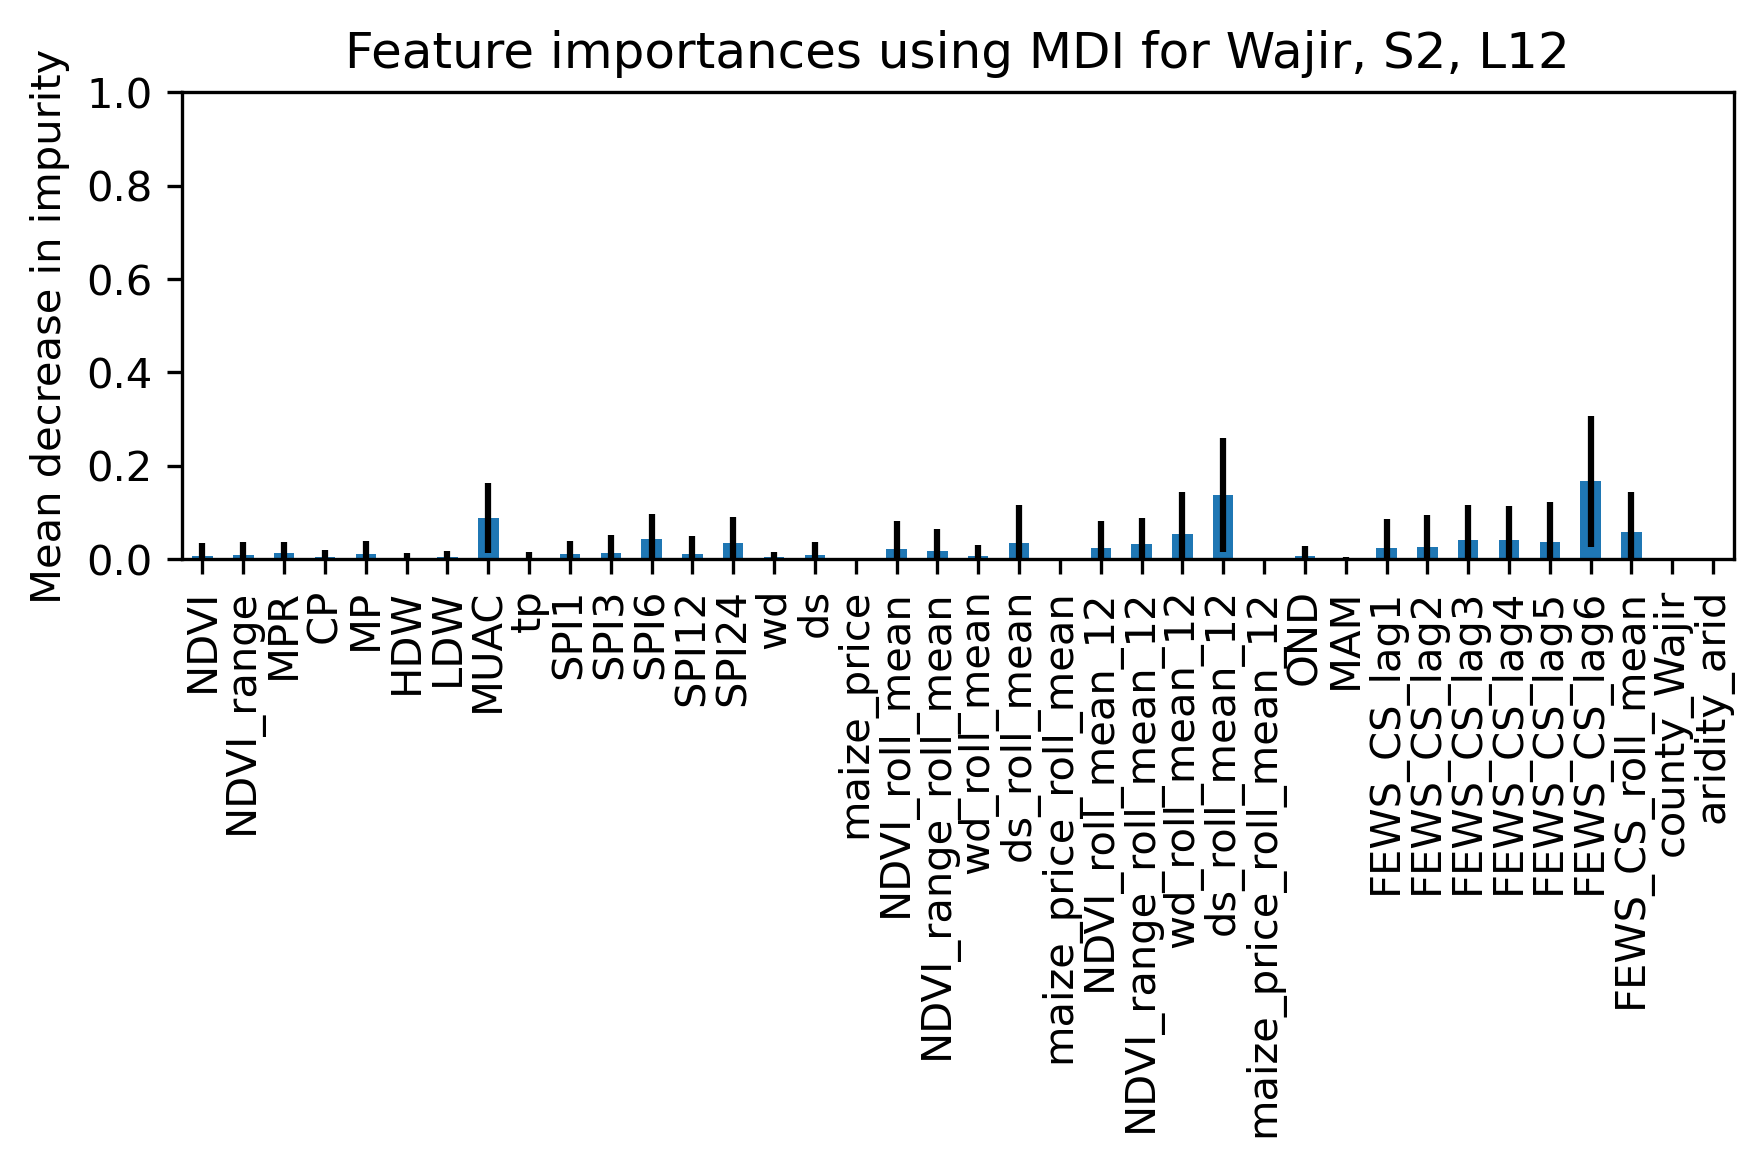 Feature importances using MDI for Wajir, S2, L12
Mean decrease in impurity
1.0
0.8
0.6
0.4
0.2
0.0
NDVI
NDVI_range
MPR
CP
MP
HDW
LDW
MUAC
tp
SPI1
SPI3
SPI6
SPI12
SPI24
wd
ds
maize_price
NDVI_roll_mean
NDVI_range_roll_mean
wd_roll_mean
ds_roll_mean
maize_price_roll_mean
NDVI_roll_mean_12
NDVI_range_roll_mean_12
wd_roll_mean_12
ds_roll_mean_12
maize_price_roll_mean_12
OND
MAM
FEWS_CS_lag1
FEWS_CS_lag2
FEWS_CS_lag3
FEWS_CS_lag4
FEWS_CS_lag5
FEWS_CS_lag6
FEWS_CS_roll_mean
county_Wajir
aridity_arid